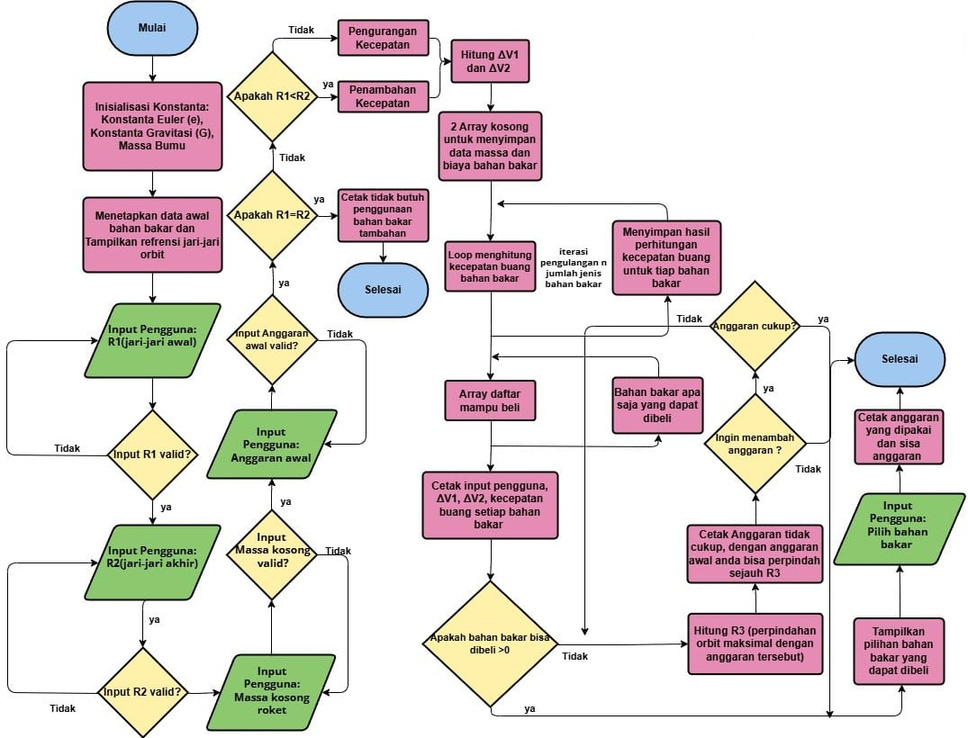 Mulai
Inisialisasi Konstanta:
Konstanta Euler (e),
Konstanta Gravitasi (G),
Massa Bumu
Menetapkan data awal
bahan bakar dan
Tampilkan refrensi jari-jari
orbit
Input Pengguna:
R1(jari-jari awal)
Input R1 valid?
Tidak
ya
Input Pengguna:
R2(jari-jari akhir)
ya
Input R2 valid?
Tidak
Input
Pengguna:
Massa kosong
roket
Input
Massa kosong
valid?
Tidak
ya
Input
Pengguna:
Anggaran awal
Input Anggaran
awal valid?
Tidak
ya
Apakah R1=R2
ya
Tidak
Cetak tidak butuh
penggunaan
bahan bakar
tambahan
Selesai
Apakah R1<R2
Tidak
ya
Pengurangan
Kecepatan
Penambahan
Kecepatan
Hitung ΔV1
dan ΔV2
2 Array kosong
untuk menyimpan
data massa dan
biaya bahan bakar
Loop menghitung
kecepatan buang
bahan bakar
iterasi
pengulangan n
jumlah jenis
bahan bakar
Menyimpan hasil
perhitungan
kecepatan buang
untuk tiap bahan
bakar
Array daftar
mampu beli
Bahan bakar apa
saja yang dapat
dibeli
Cetak input pengguna,
ΔV1, ΔV2, kecepatan
buang setiap bahan
bakar
Apakah bahan bakar bisa
dibeli >0
Tidak
ya
Hitung R3 (perpindahan
orbit maksimal dengan
anggaran tersebut)
Cetak Anggaran tidak
cukup, dengan anggaran
awal anda bisa perpindah
sejauh R3
Ingin menambah
anggaran ?
Tidak
ya
Anggaran cukup?
Tidak
ya
Tampilkan
pilihan bahan
bakar yang
dapat dibeli
Input
Pengguna:
Pilih bahan
bakar
Cetak anggaran
yang dipakai
dan sisa
anggaran
Selesai